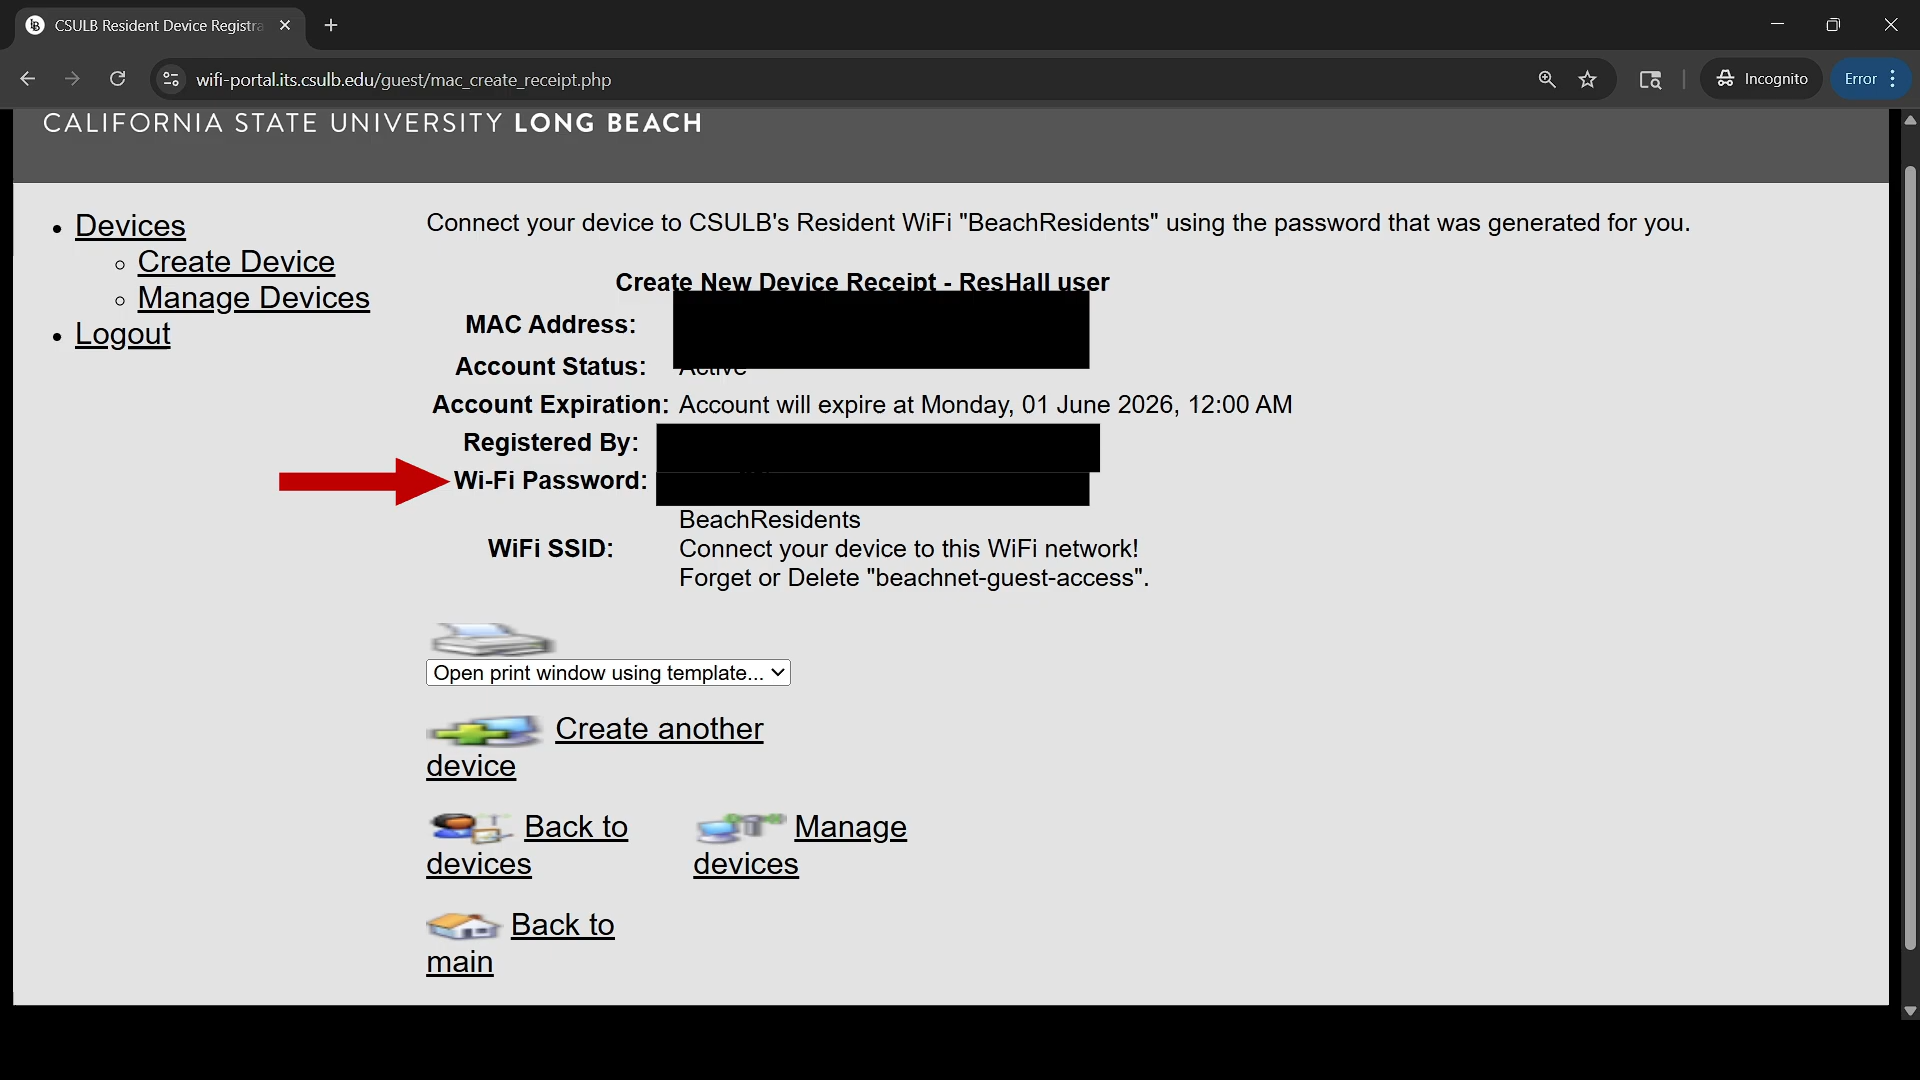 CSULB Resident Device Registra
wifi-portal.its.csulb.edu/guest/mac_create_receipt.php
Incognito
Error
CALIFORNIA STATE UNIVERSITY LONG BEACH
Devices
Create Device
Manage Devices
Logout
Connect your device to CSULB's Resident WiFi "BeachResidents" using the password that was generated for you.
Create New Device Receipt - ResHall user
MAC Address:
Account Status: Active
Account Expiration: Account will expire at Monday, 01 June 2026, 12:00 AM
Registered By:
Wi-Fi Password:
WiFi SSID:
BeachResidents
Connect your device to this WiFi network!
Forget or Delete "beachnet-guest-access".
Open print window using template...
Create another
device
Back to
devices
Manage
devices
Back to
main